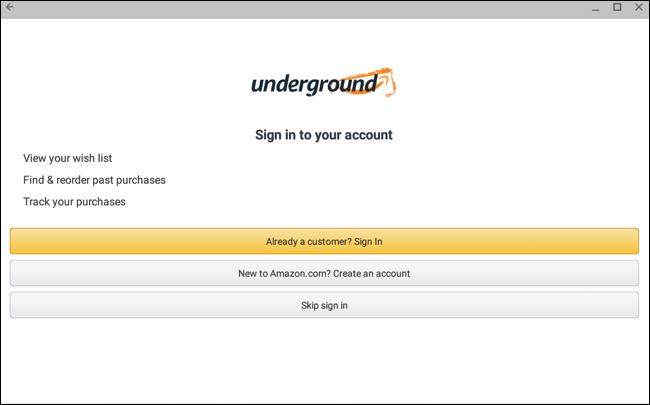 underground
Sign in to your account
View your wish list
Find & reorder past purchases
Track your purchases
Already a customer? Sign In
New to Amazon.com? Create an account
Skip sign in